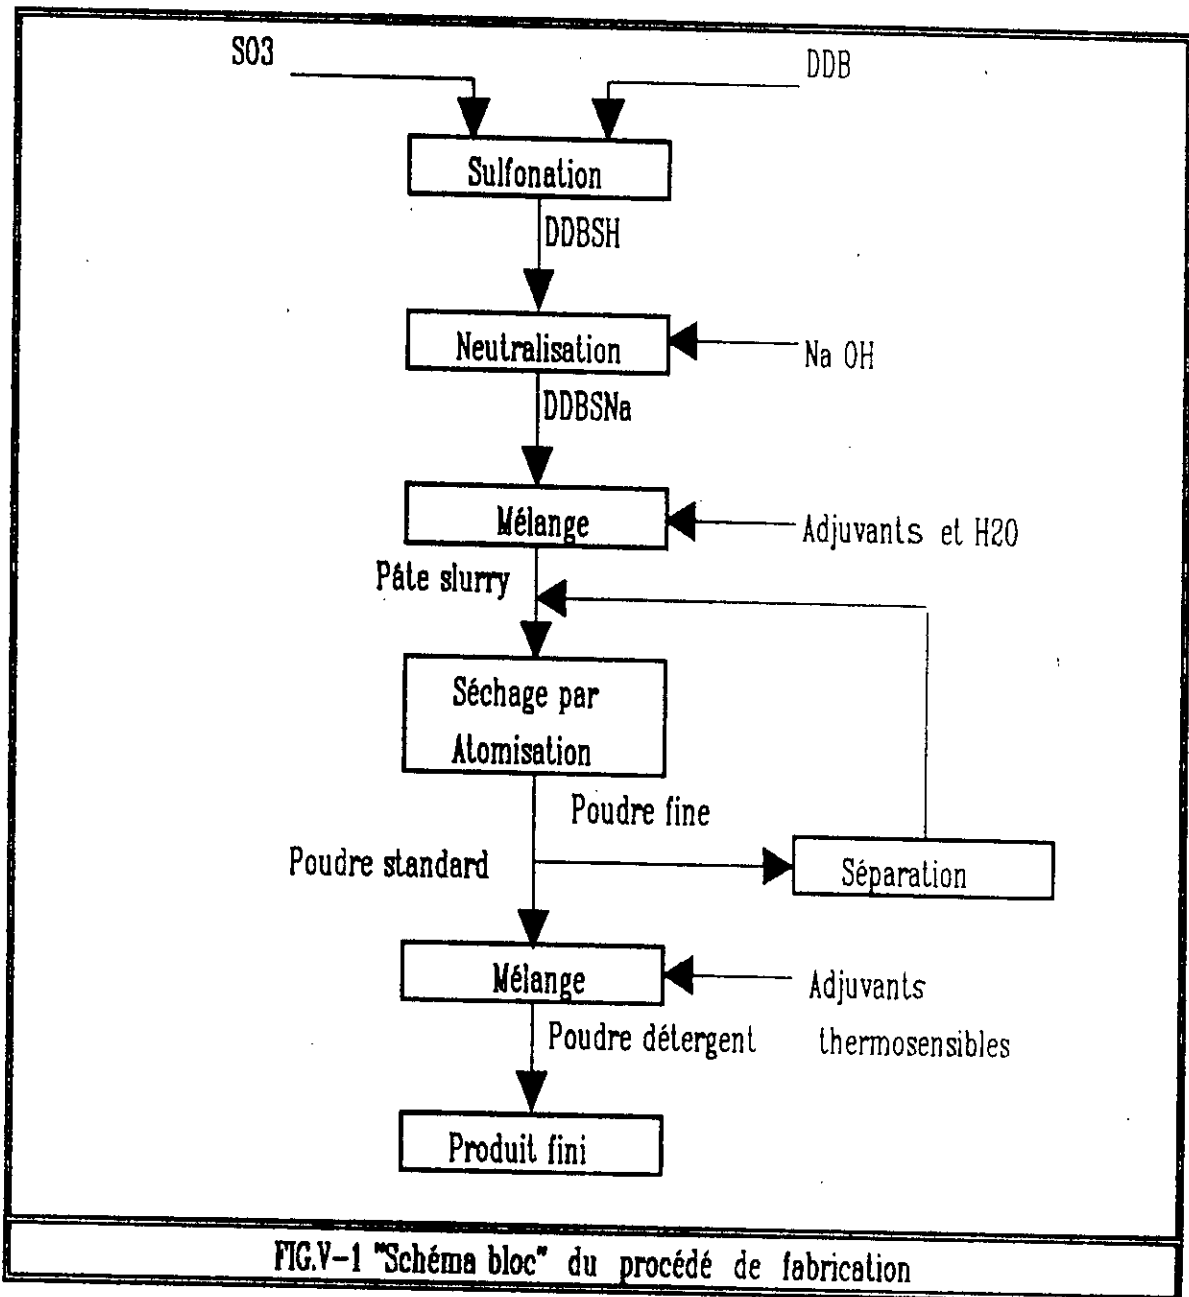 SO3
DDB
Sulfonation
DDBSH
Neutralisation
Na OH
DDBSNa
Mélange
Adjuvants et H2O
Pâte slurry
Séchage par
Atomisation
Poudre fine
Poudre standard
Séparation
Mélange
Adjuvants
thermosensibles
Poudre détergent
Produit fini
FIG.V-1 "Schéma bloc" du procédé de fabrication